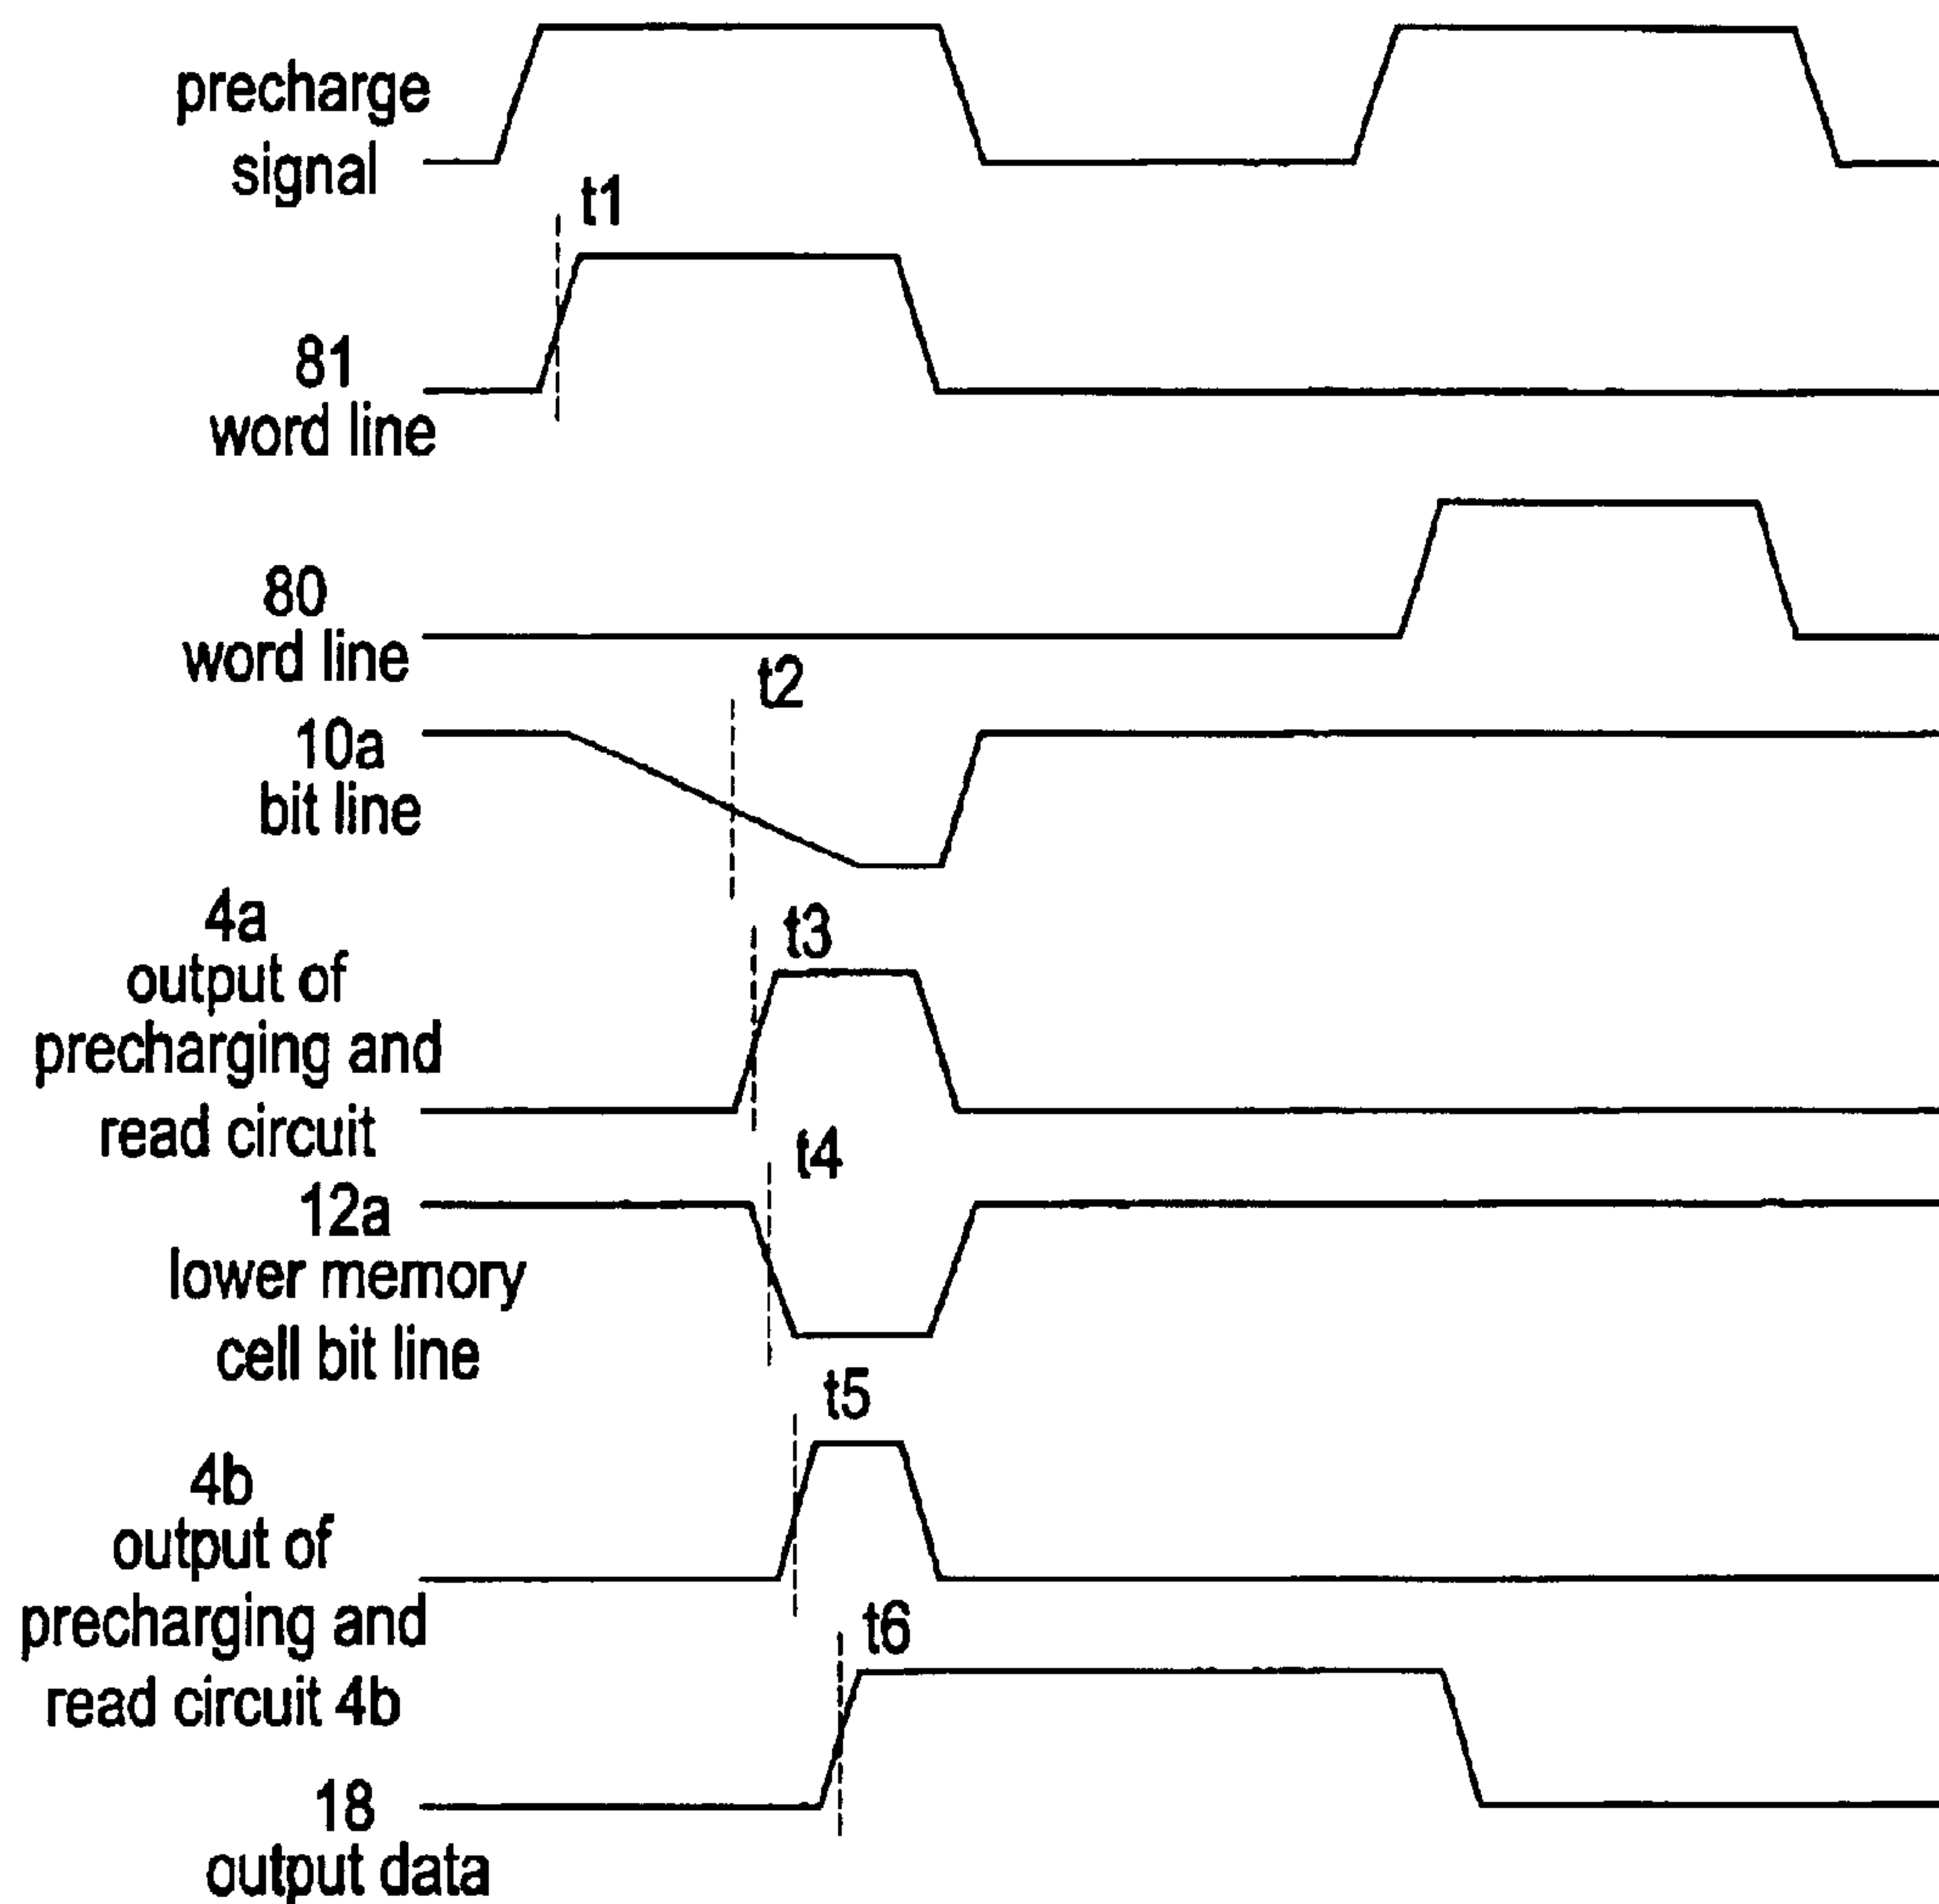 precharge
signal
t1
81
word line
80
word line
t2
10a
bit line
4a
output of
precharging and
read circuit
t3
t4
12a
lower memory
cell bit line
t5
4b
output of
precharging and
read circuit 4b
t6
18
output data